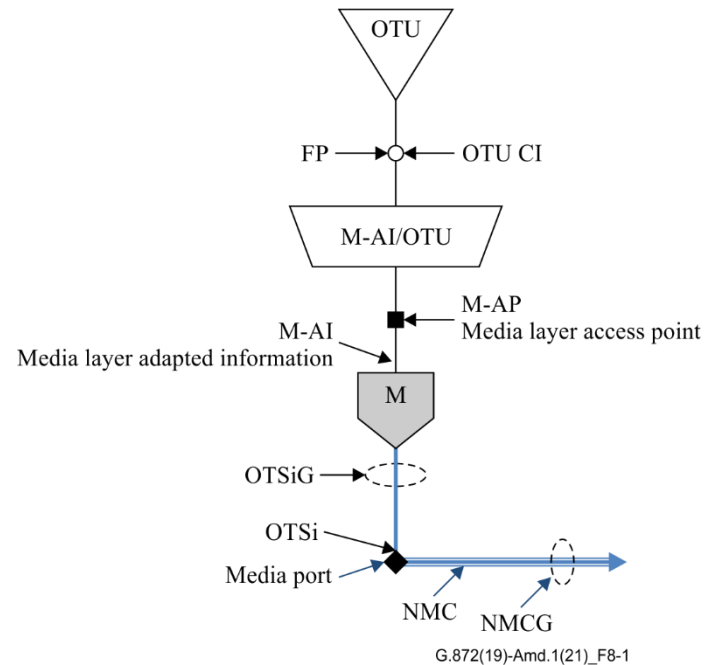 OTU
FP
OTU CI
M-AI/OTU
M-AP
Media layer access point
M-AI
Media layer adapted information
M
OTSiG
OTSi
Media port
NMC
NMCG
G.872(19)-Amd.1(21)_F8-1